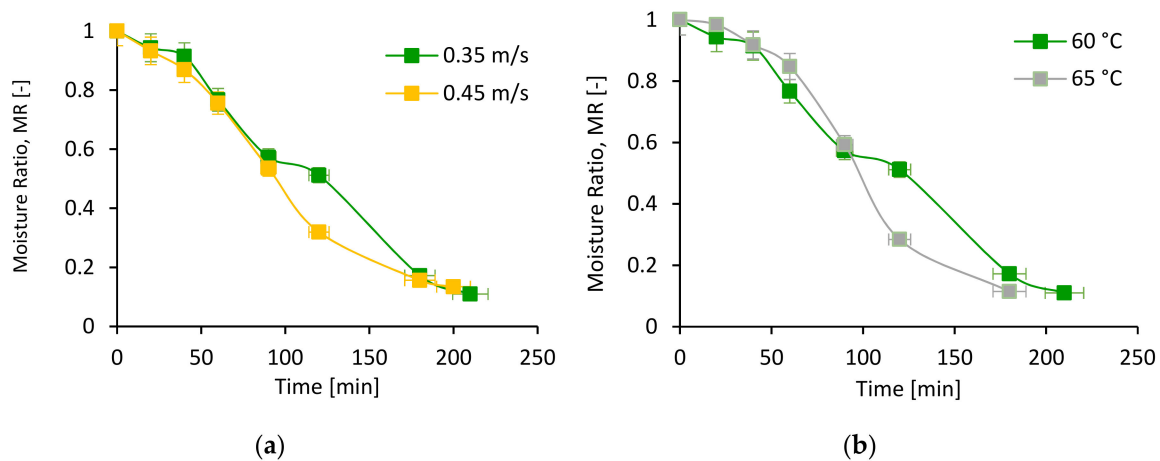 Moisture Ratio, MR [-]
1
0.8
0.6
0.4
0.2
0
0 50 100 150 200 250
Time [min]
0.35 m/s
0.45 m/s
(a)
Moisture Ratio, MR [-]
1
0.8
0.6
0.4
0.2
0
0 50 100 150 200 250
Time [min]
60 °C
65 °C
(b)